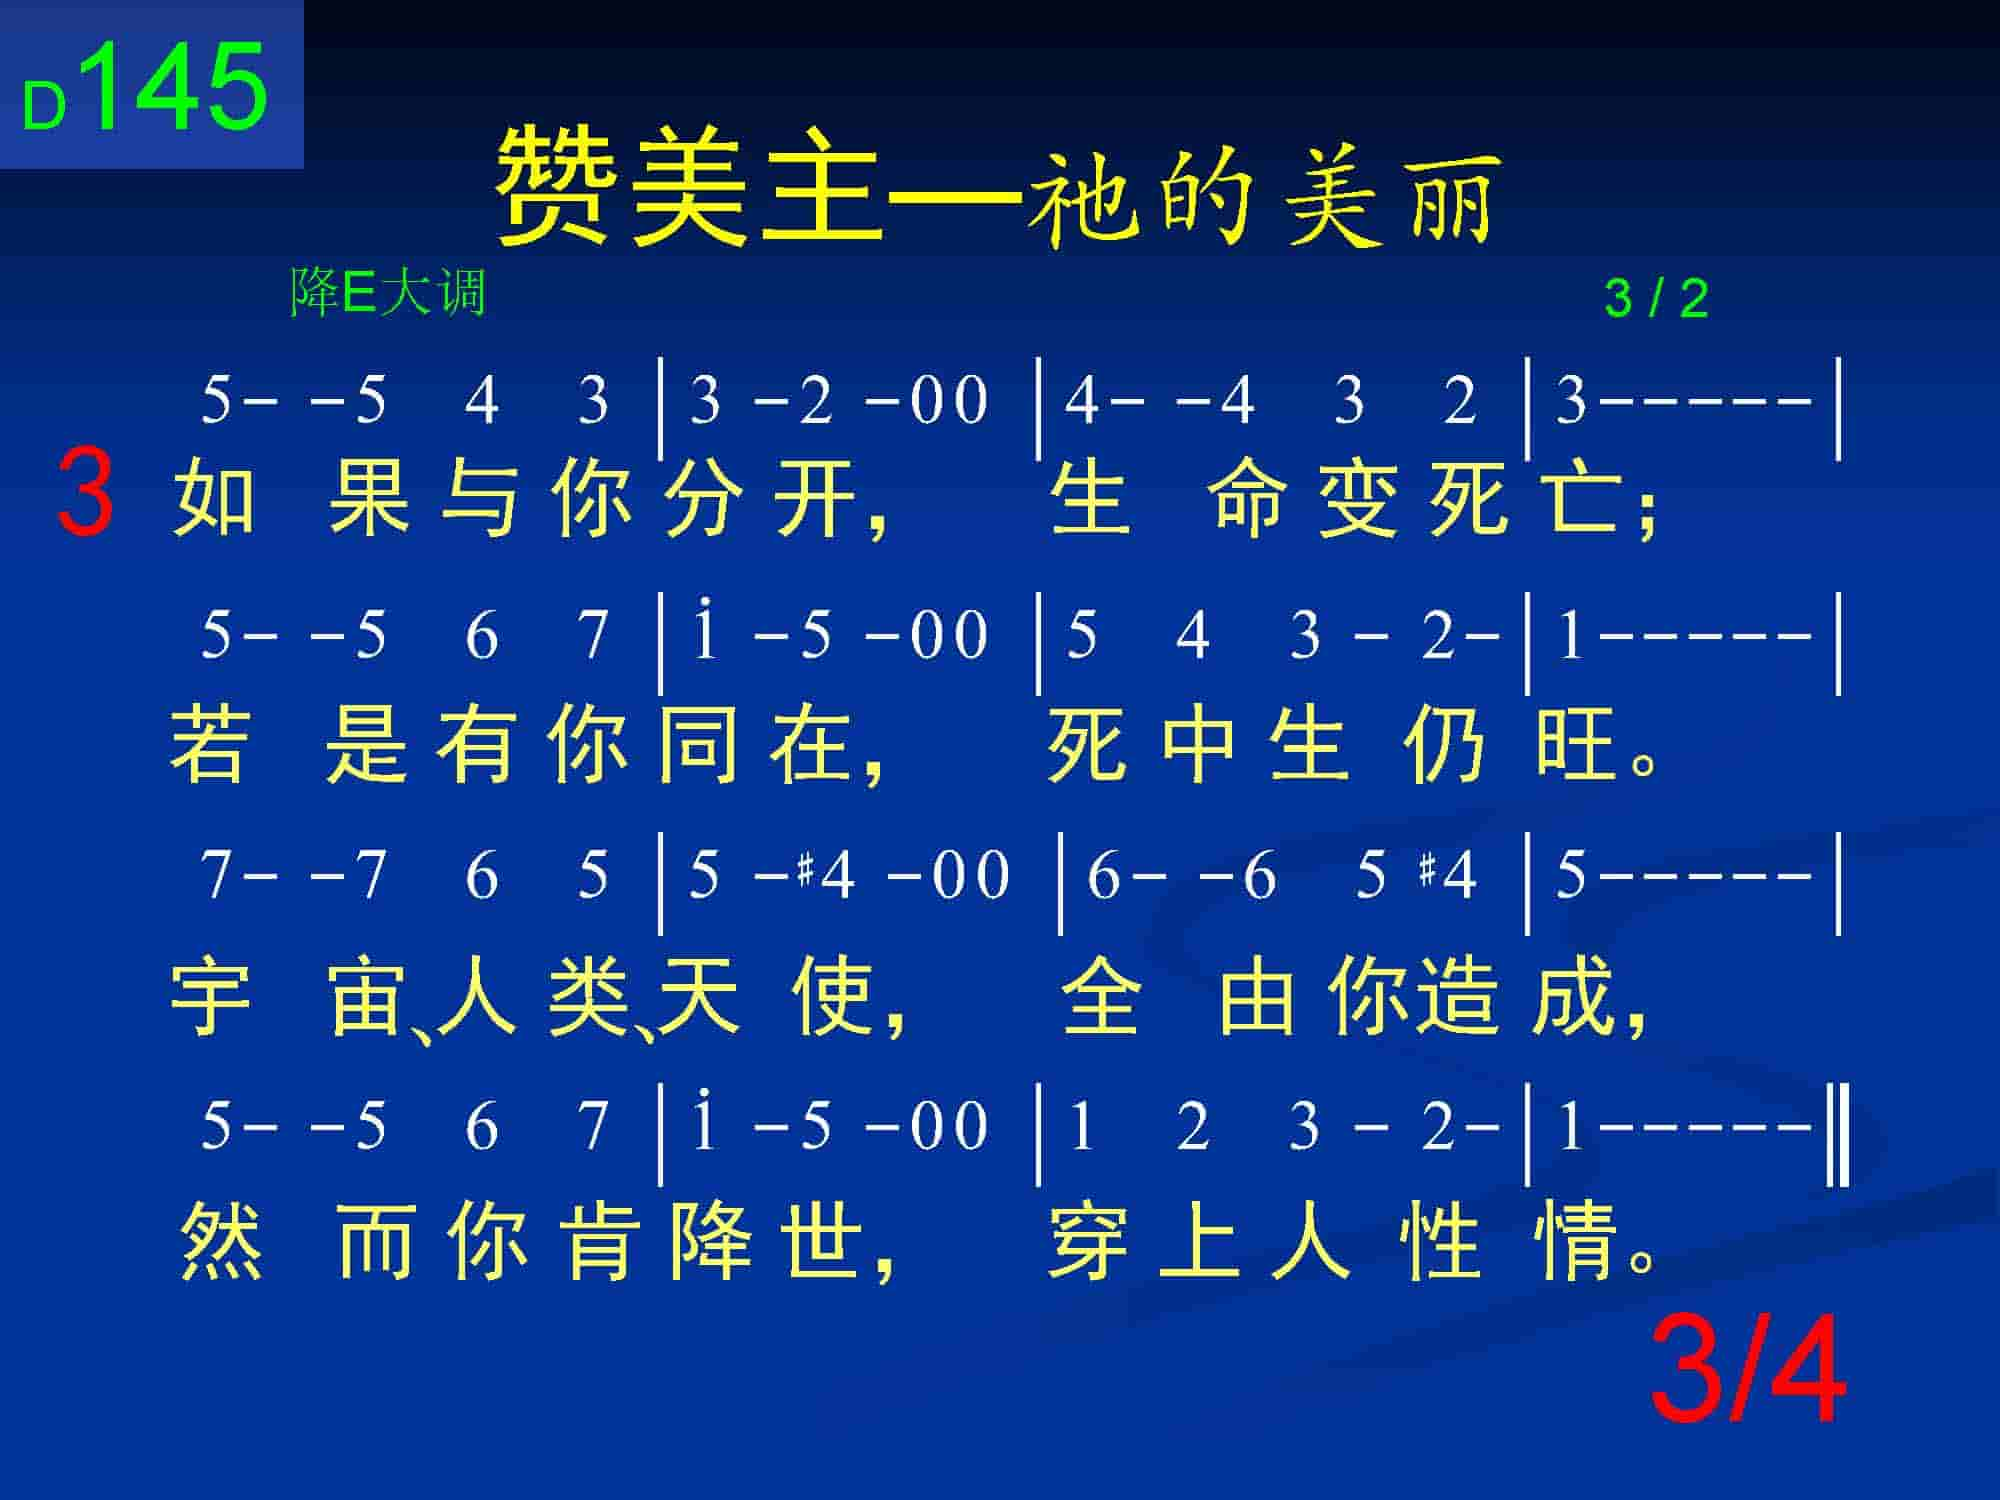 D145
赞美主—祂的美丽
降E大调 3 / 2
5- -5 4 3 | 3 -2 -00 | 4- -4 3 2 | 3----- |
3 如果与你分开， 生命变死亡；
5- -5 6 7 | i -5 -00 | 5 4 3 - 2- | 1----- |
若是有你同在， 死中生仍旺。
7- -7 6 5 | 5 -#4 -00 | 6- -6 5 #4 | 5----- |
宇宙、人类、天使， 全由你造成，
5- -5 6 7 | i -5 -00 | 1 2 3 - 2- | 1----- ‖
然而你肯降世， 穿上人性情。
3/4